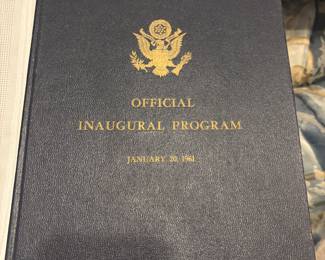 OFFICIAL
INAUGURAL PROGRAM
JANUARY 20, 1961